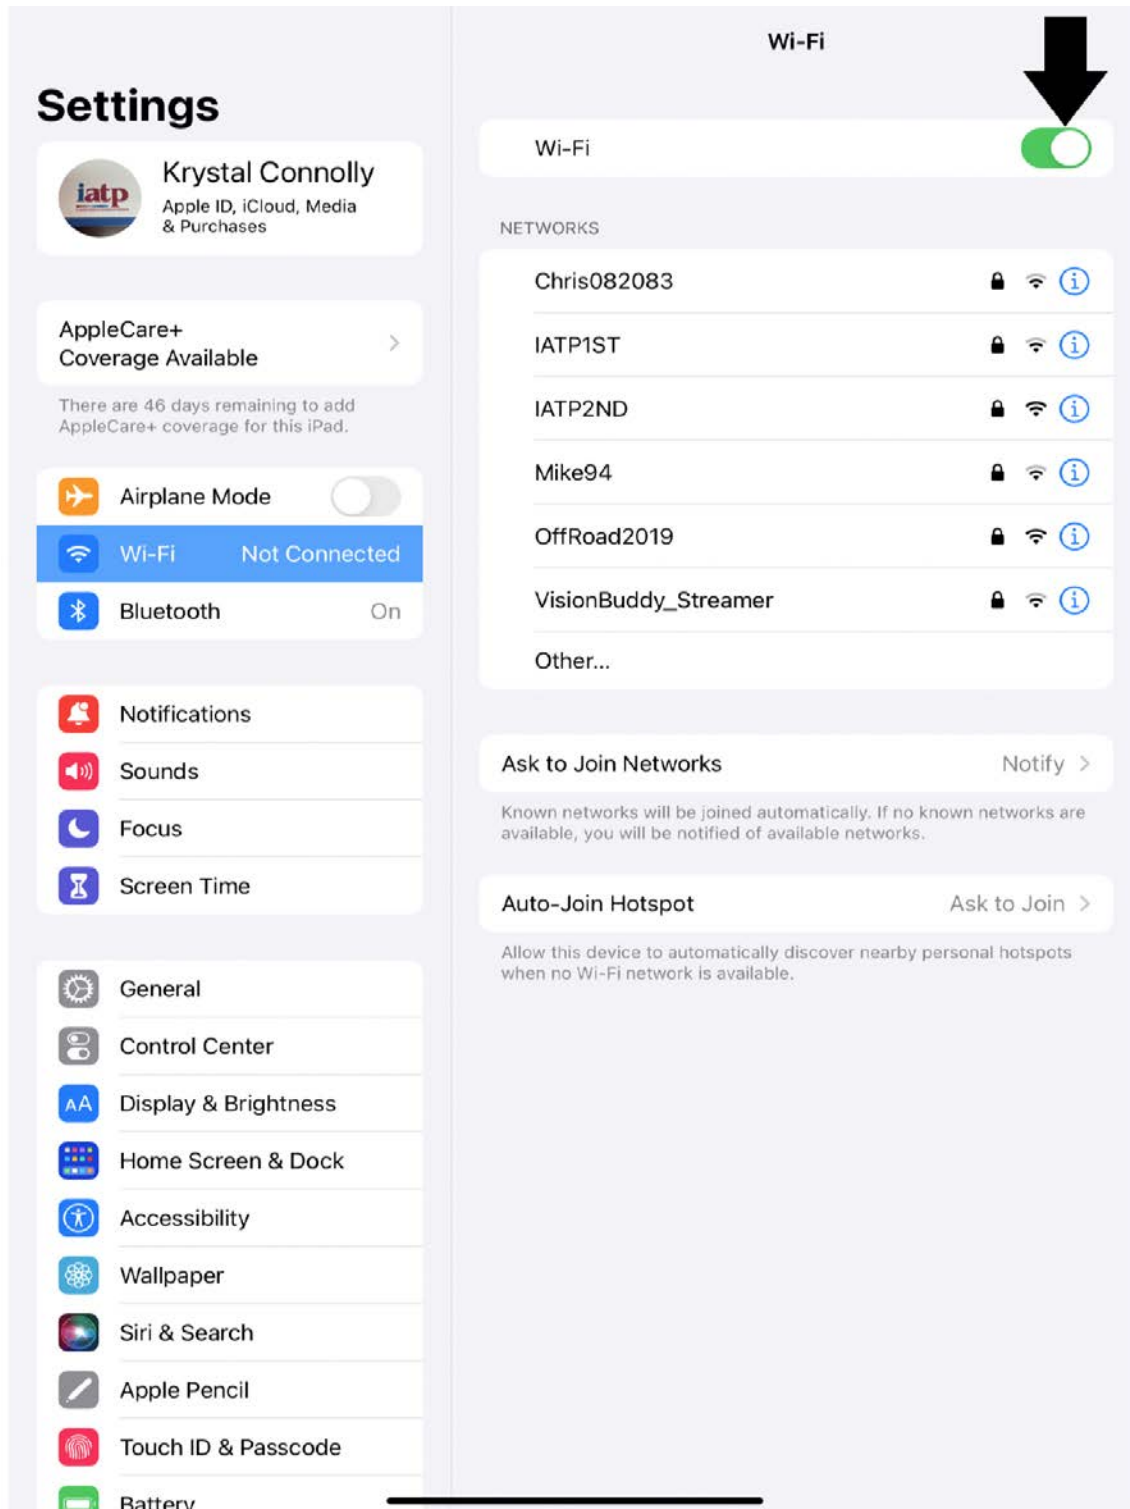 Settings
iatp
Krystal Connolly
Apple ID, iCloud, Media
& Purchases
AppleCare+
Coverage Available
There are 46 days remaining to add
AppleCare+ coverage for this iPad.
Airplane Mode
Wi-Fi Not Connected
Bluetooth On
Notifications
Sounds
Focus
Screen Time
General
Control Center
AA Display & Brightness
Home Screen & Dock
Accessibility
Wallpaper
Siri & Search
Apple Pencil
Touch ID & Passcode
Battery
Wi-Fi
Wi-Fi
NETWORKS
Chris082083
IATP1ST
IATP2ND
Mike94
OffRoad2019
VisionBuddy_Streamer
Other...
Ask to Join Networks Notify
Known networks will be joined automatically. If no known networks are
available, you will be notified of available networks.
Auto-Join Hotspot Ask to Join
Allow this device to automatically discover nearby personal hotspots
when no Wi-Fi network is available.